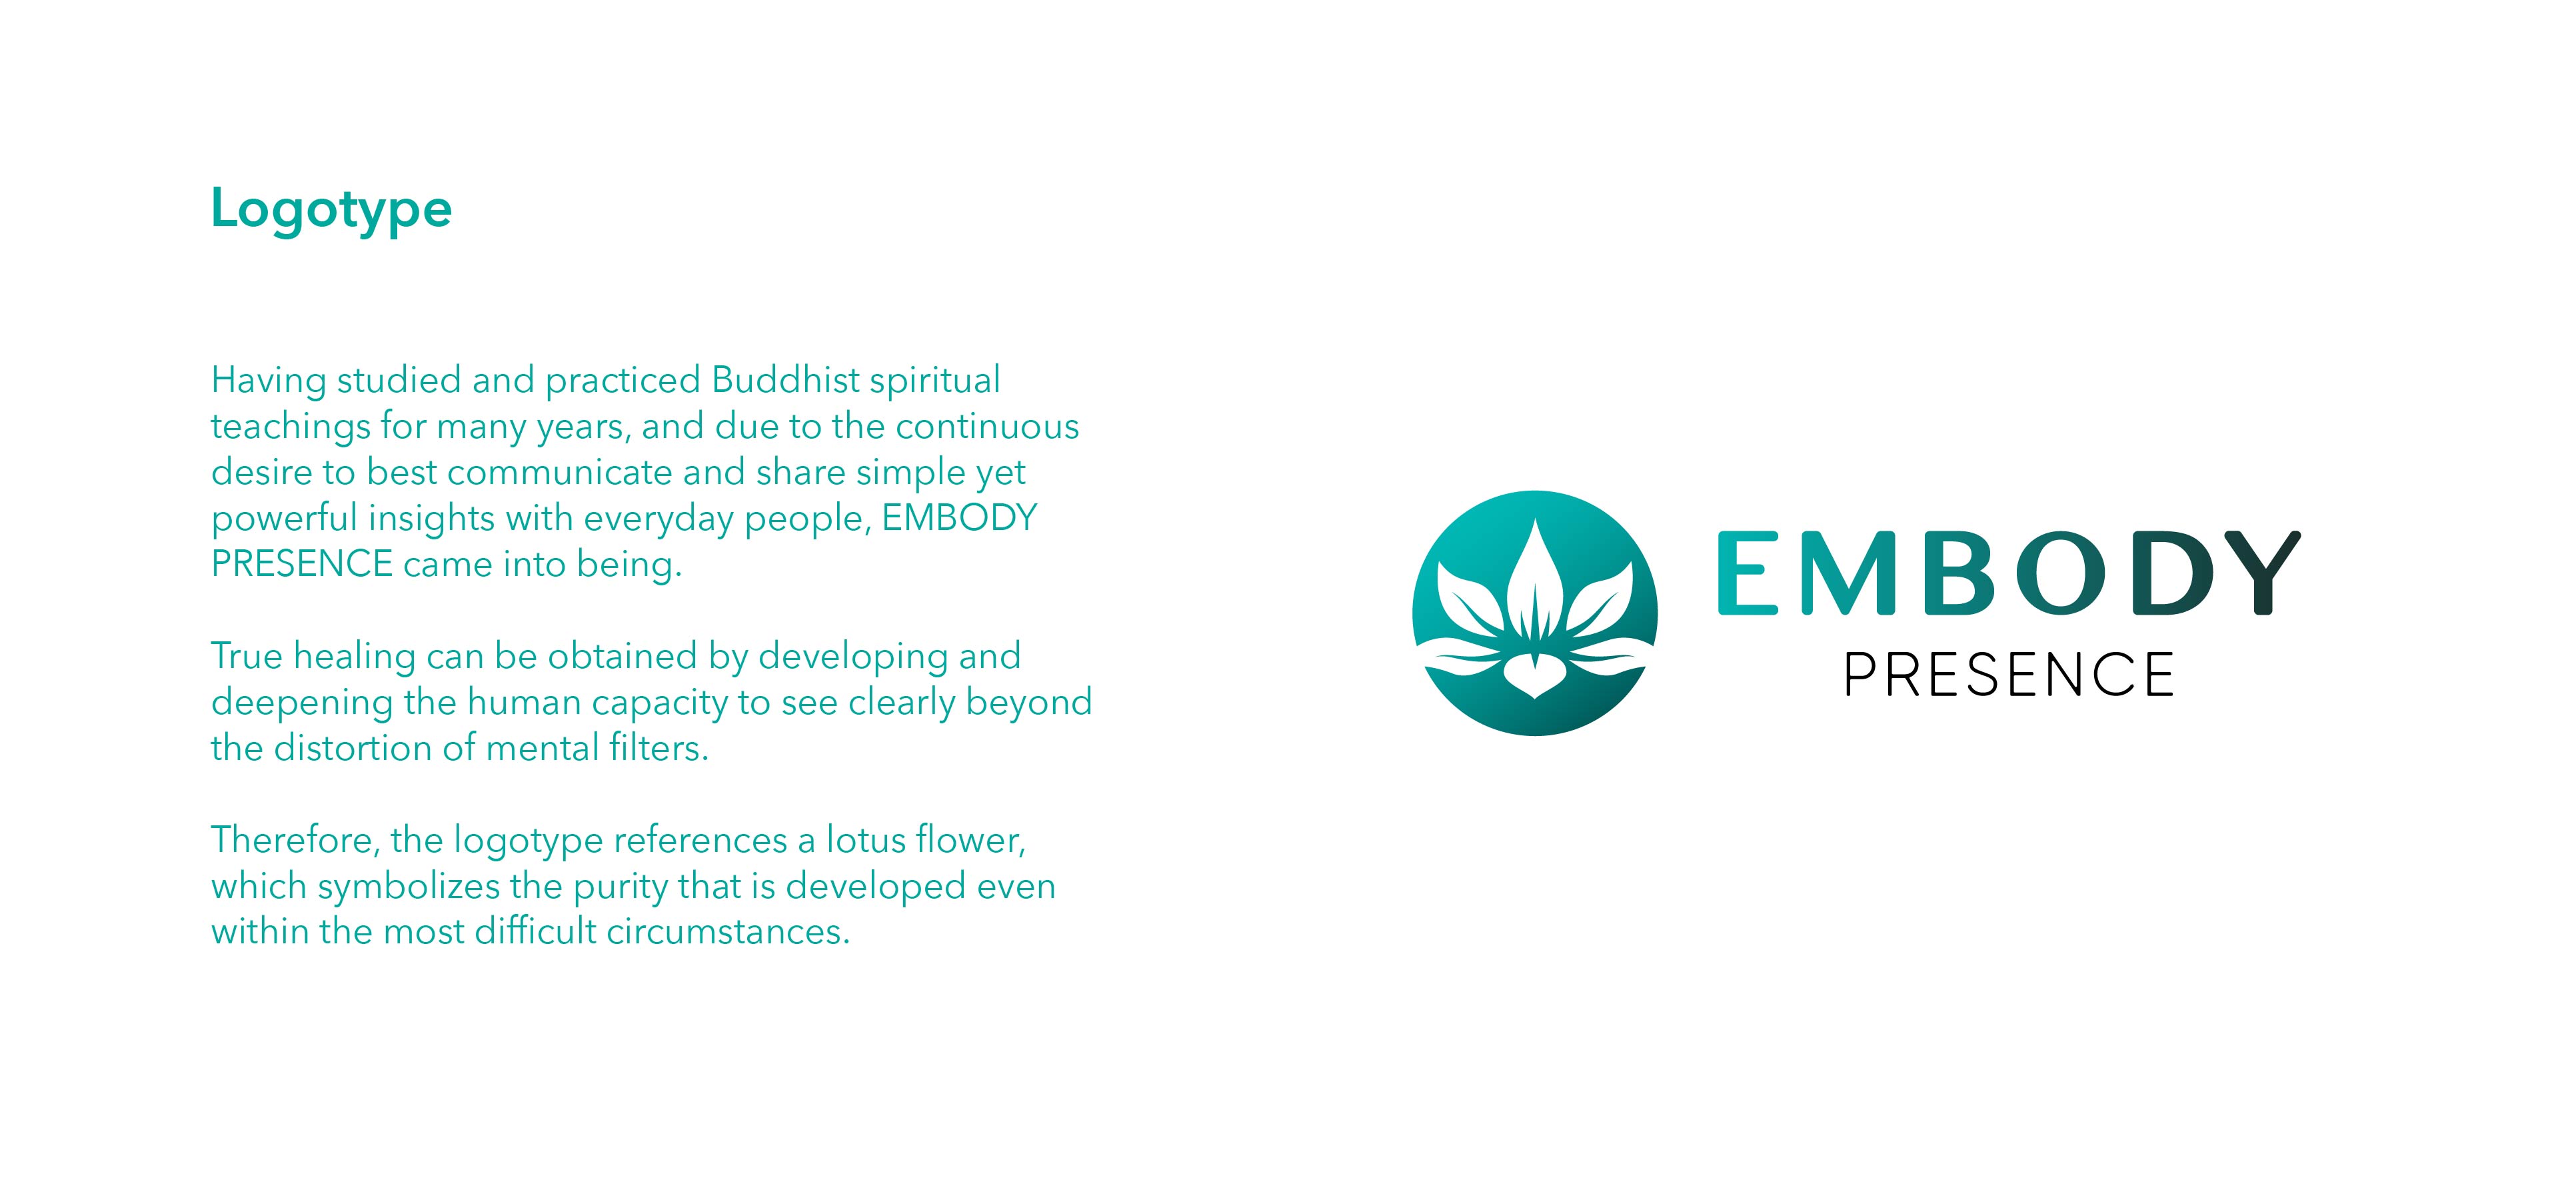 Logotype
Having studied and practiced Buddhist spiritual
teachings for many years, and due to the continuous
desire to best communicate and share simple yet
powerful insights with everyday people, EMBODY
PRESENCE came into being.
True healing can be obtained by developing and
deepening the human capacity to see clearly beyond
the distortion of mental filters.
Therefore, the logotype references a lotus flower,
which symbolizes the purity that is developed even
within the most difficult circumstances.
EMBODY
PRESENCE